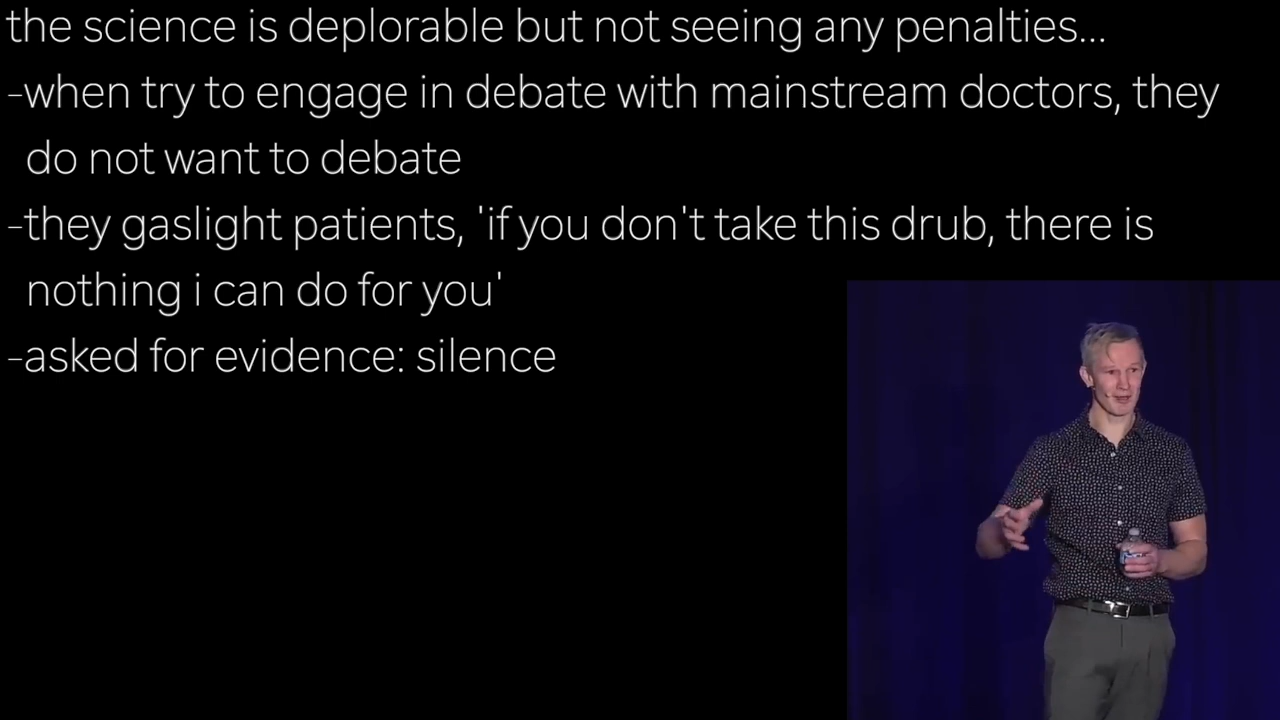 the science is deplorable but not seeing any penalties...
-when try to engage in debate with mainstream doctors, they
do not want to debate
-they gaslight patients, 'if you don't take this drub, there is
nothing i can do for you'
-asked for evidence: silence